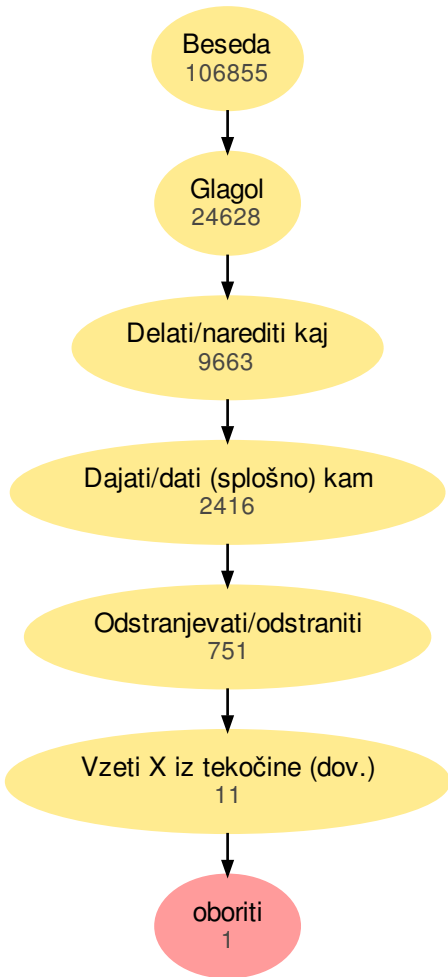 Beseda
106855
Glagol
24628
Delati/narediti kaj
9663
Dajati/dati (splošno) kam
2416
Odstranjevati/odstraniti
751
Vzeti X iz tekočine (dov.)
11
oboriti
1